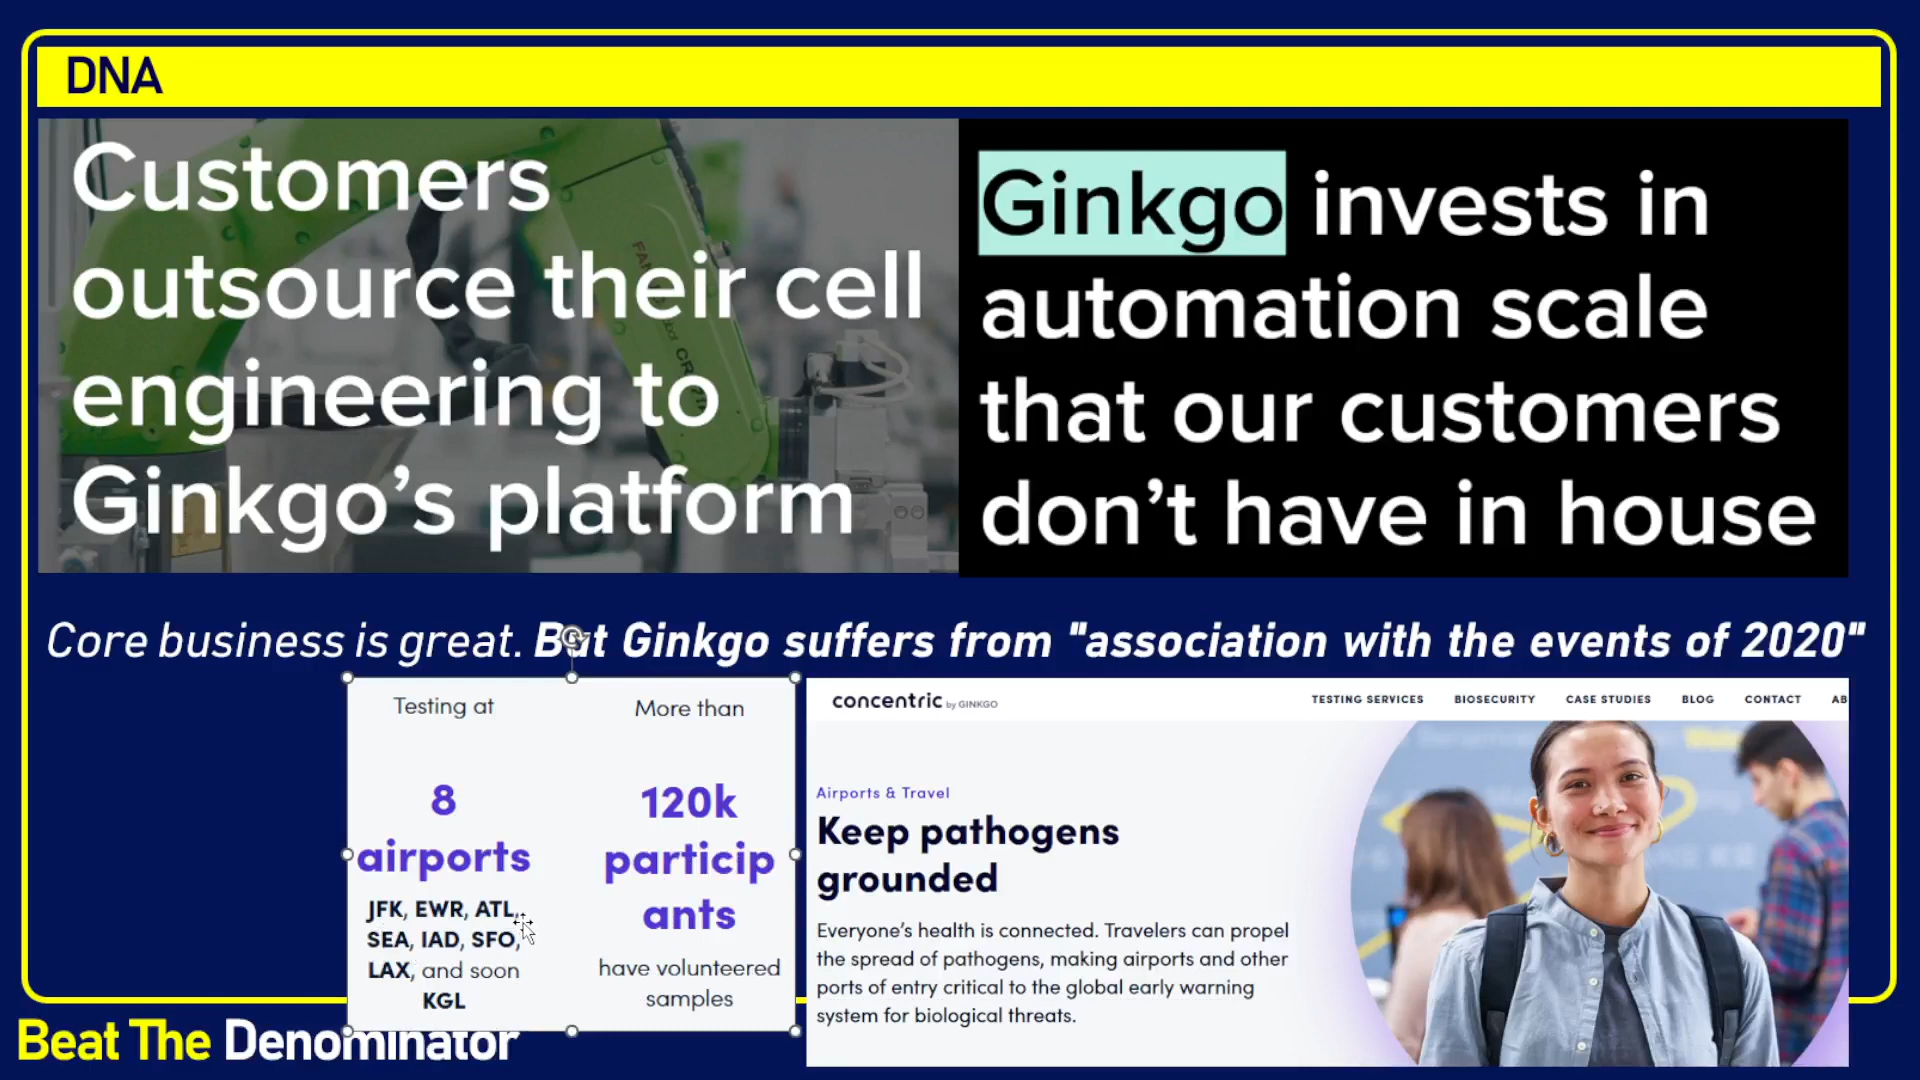 DNA
Customers
outsource their cell
engineering to
Ginkgo's platform
Ginkgo invests in
automation scale
that our customers
don't have in house
Core business is great. But Ginkgo suffers from "association with the events of 2020"
Testing at
8
airports
JFK, EWR, ATL,
SEA, IAD, SFO,
LAX, and soon
KGL
More than
120k
particip
ants
have volunteered
samples
concentric by GINKGO
TESTING SERVICES BIOSECURITY CASE STUDIES BLOG CONTACT AB
Airports & Travel
Keep pathogens
grounded
Everyone's health is connected. Travelers can propel
the spread of pathogens, making airports and other
ports of entry critical to the global early warning
system for biological threats.
Beat The Denominator